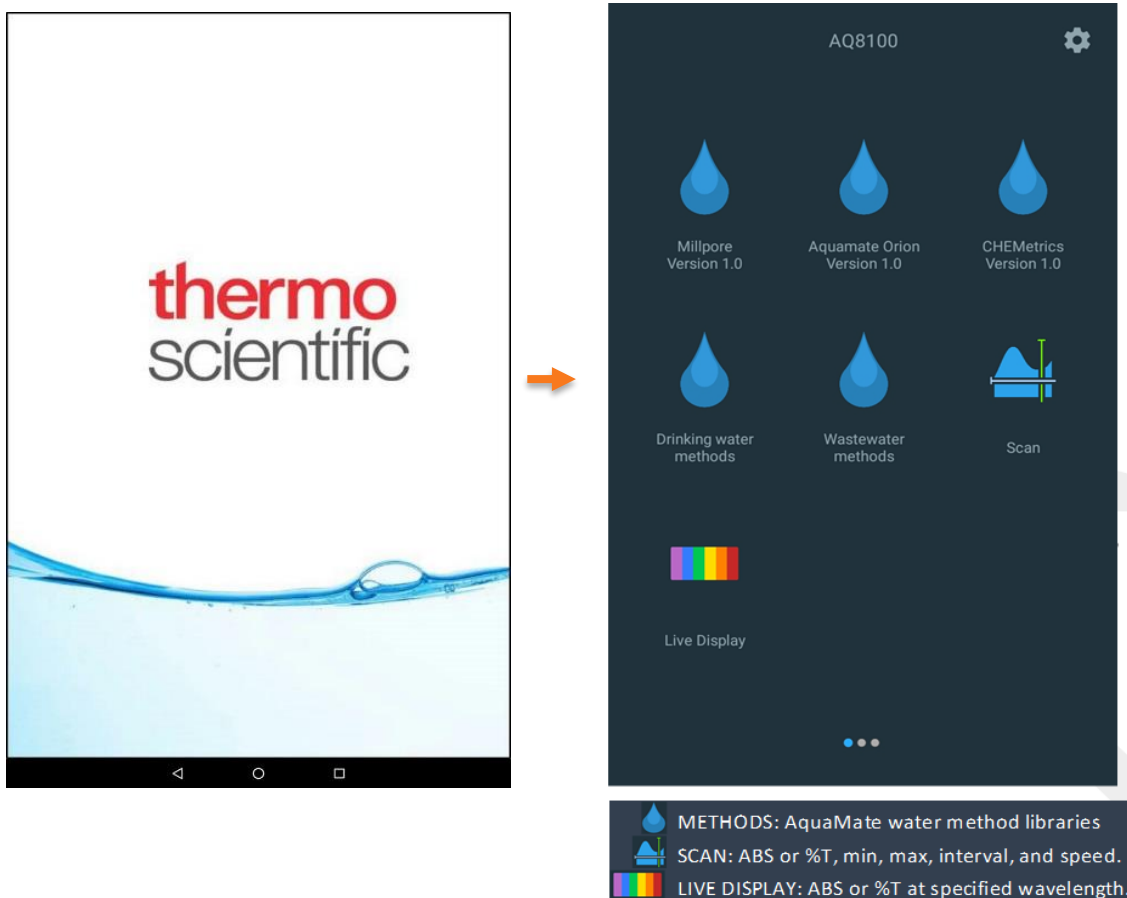 thermo
scientific
AQ8100
Millpore
Version 1.0
Aquamate Orion
Version 1.0
CHEMetrics
Version 1.0
Drinking water
methods
Wastewater
methods
Scan
Live Display
METHODS: AquaMate water method libraries
SCAN: ABS or %T, min, max, interval, and speed.
LIVE DISPLAY: ABS or %T at specified wavelength.